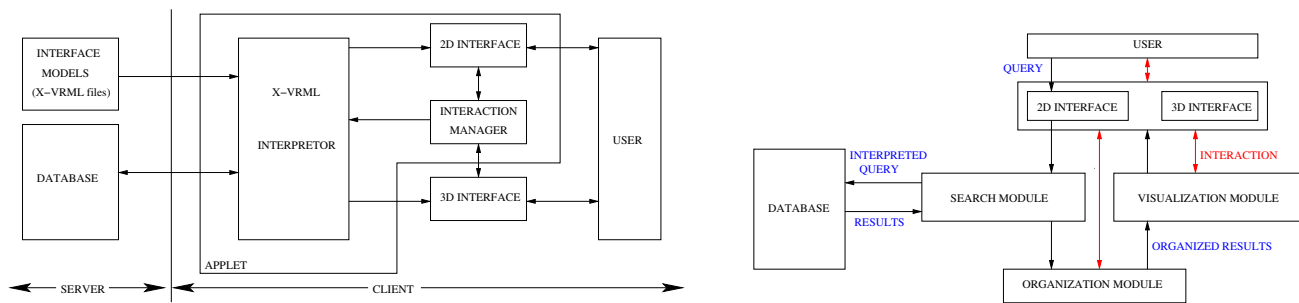 INTERFACE
MODELS
(X-VRML files)
DATABASE
X-VRML
INTERPRETOR
2D INTERFACE
INTERACTION
MANAGER
3D INTERFACE
USER
APPLET
SERVER
CLIENT
USER
QUERY
2D INTERFACE
3D INTERFACE
INTERPRETED
QUERY
INTERACTION
DATABASE
SEARCH MODULE
VISUALIZATION MODULE
RESULTS
ORGANIZED RESULTS
ORGANIZATION MODULE